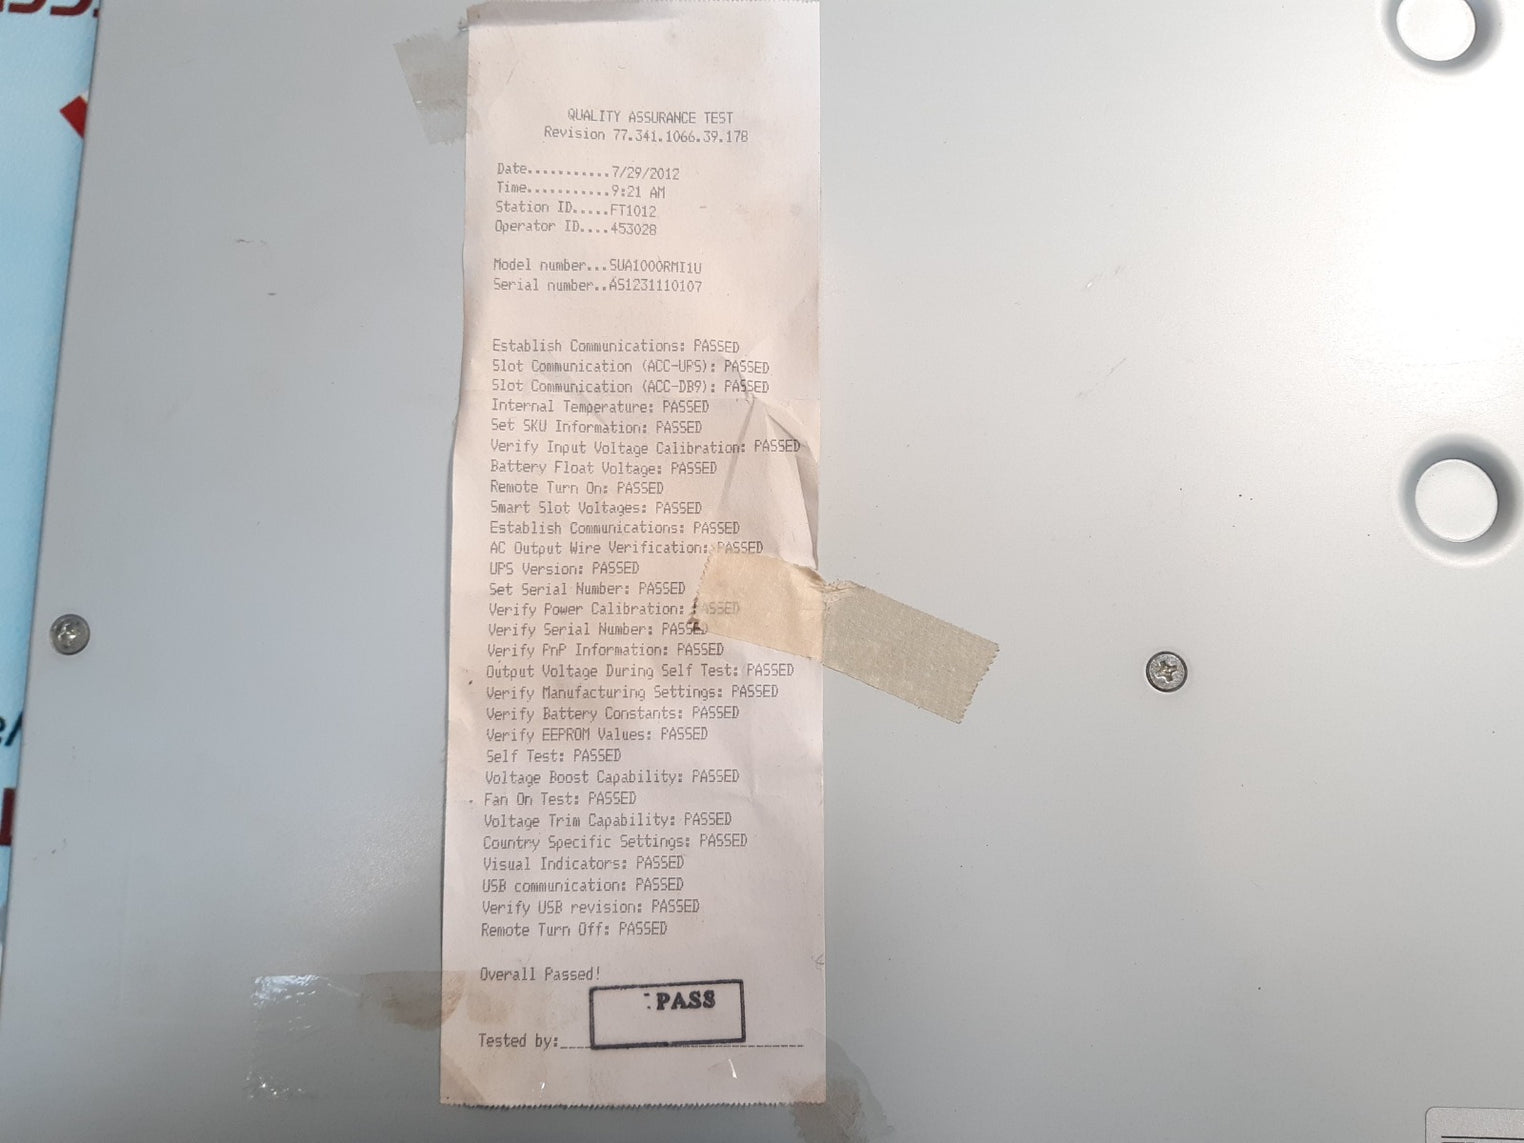 QUALITY ASSURANCE TEST
Revision 77.341.1066.39.178
Date...........7/29/2012
Time...........9:21 AM
Station ID.....FT1012
Operator ID....453028
Model number...SUA1000RMI1U
Serial number..AS1231110107
Establish Communications: PASSED
Slot Communication (ACC-UPS): PASSED
Slot Communication (ACC-DB9): PASSED
Internal Temperature: PASSED
Set SKU Information: PASSED
Verify Input Voltage Calibration: PASSED
Battery Float Voltage: PASSED
Remote Turn On: PASSED
Smart Slot Voltages: PASSED
Establish Communications: PASSED
AC Output Wire Verification: PASSED
UPS Version: PASSED
Set Serial Number: PASSED
Verify Power Calibration: PASSED
Verify Serial Number: PASSED
Verify PnP Information: PASSED
Output Voltage During Self Test: PASSED
Verify Manufacturing Settings: PASSED
Verify Battery Constants: PASSED
Verify EEPROM Values: PASSED
Self Test: PASSED
Voltage Boost Capability: PASSED
Fan On Test: PASSED
Voltage Trim Capability: PASSED
Country Specific Settings: PASSED
Visual Indicators: PASSED
USB communication: PASSED
Verify USB revision: PASSED
Remote Turn Off: PASSED
Overall Passed!
PASS
Tested by: